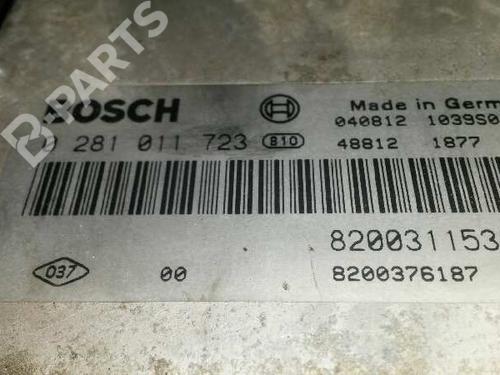 B-PARTS
BOSCH
Made in Germ
040812 1039S0
0 281 011 723 810
48812 1877
820031153
037 00 8200376187